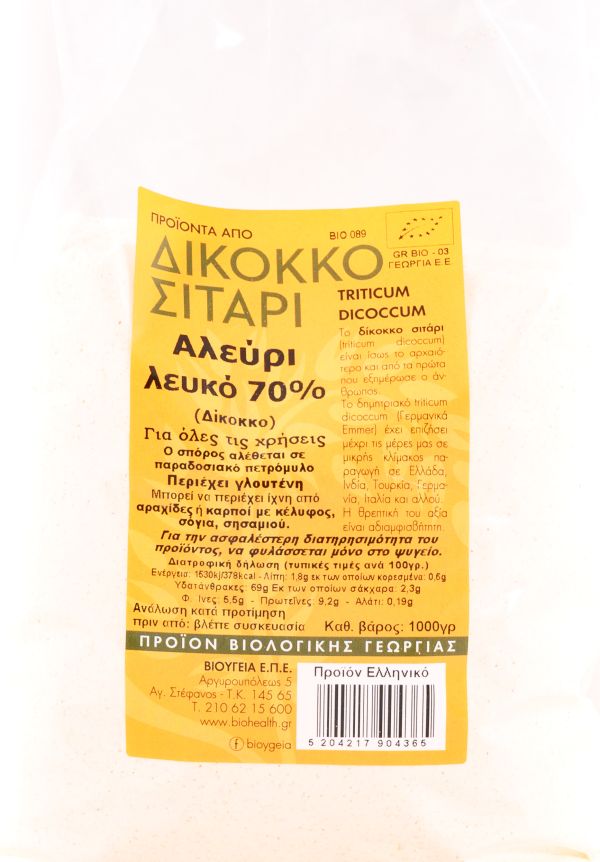 ΠΡΟΪΟΝΤΑ ΑΠΟ
ΒΙΟ 089
ΔΙΚΟΚΚΟ
ΣΙΤΑΡΙ
GR BIO - 03
ΓΕΩΡΓΙΑ Ε.Ε
TRITICUM
DICOCCUM
Αλεύρι
λευκό 70%
(Δίκοκκο)
Για όλες τις χρήσεις
Ο σπόρος αλέθεται σε
παραδοσιακό πετρόμυλο
Περιέχει γλουτένη
Μπορεί να περιέχει ίχνη από
αραχίδες ή καρποί με κέλυφος,
σόγια, σησαμιού.
Το δίκοκκο σιτάρι
(triticum dicoccum)
είναι ίσως το αρχαιό-
τερο και από τα πρώτα
που εξημέρωσε ο άν-
θρωπος.
Το δημητριακό triticum
dicoccum (Γερμανικά
Emmer) έχει επιζήσει
μέχρι τις μέρες μας σε
μικρής κλίμακος πα-
ραγωγή σε Ελλάδα,
Ινδία, Τουρκία, Γερμα-
νία, Ιταλία και αλλού.
Η θρεπτική του αξία
είναι αδιαμφισβήτητη.
Για την ασφαλέστερη διατηρησιμότητα του
προϊόντος, να φυλάσσεται μόνο στο ψυγείο.
Διατροφική δήλωση (τυπικές τιμές ανά 100γρ.)
Ενέργεια: 1530kj/378kcal - Λίπη: 1,8g εκ των οποίων κορεσμένα: 0,6g
Υδατάνθρακες: 69g Εκ των οποίων σάκχαρα: 2,3g
Φ. Ινες: 5,5g - Πρωτεΐνες: 9,2g - Αλάτι: 0,19g
Ανάλωση κατά προτίμηση
πριν από: βλέπε συσκευασία Καθ. βάρος: 1000γρ
ΠΡΟΪΟΝ ΒΙΟΛΟΓΙΚΗΣ ΓΕΩΡΓΙΑΣ
ΒΙΟΥΓΕΙΑ Ε.Π.Ε.
Αργυρουπόλεως 5
Αγ. Στέφανος - Τ.Κ. 145 65
Τ. 210 62 15 600
www.biohealth.gr
f bioygeia
Προϊόν Ελληνικό
5 204217 904365